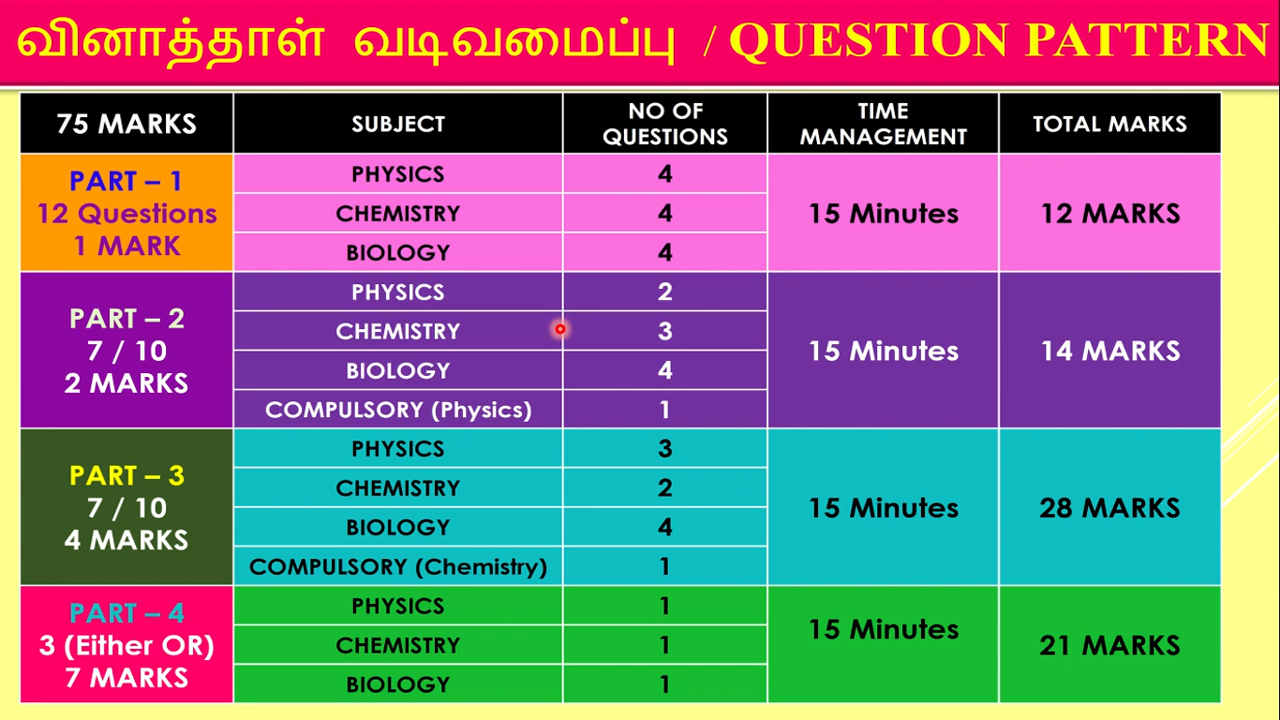 வினாத்தாள் வடிவமைப்பு / QUESTION PATTERN
75 MARKS SUBJECT NO OF QUESTIONS TIME MANAGEMENT TOTAL MARKS
PART – 1
12 Questions
1 MARK
PHYSICS 4
CHEMISTRY 4
BIOLOGY 4
15 Minutes
12 MARKS
PART – 2
7 / 10
2 MARKS
PHYSICS 2
CHEMISTRY 3
BIOLOGY 4
COMPULSORY (Physics) 1
15 Minutes
14 MARKS
PART – 3
7 / 10
4 MARKS
PHYSICS 3
CHEMISTRY 2
BIOLOGY 4
COMPULSORY (Chemistry) 1
15 Minutes
28 MARKS
PART – 4
3 (Either OR)
7 MARKS
PHYSICS 1
CHEMISTRY 1
BIOLOGY 1
15 Minutes
21 MARKS